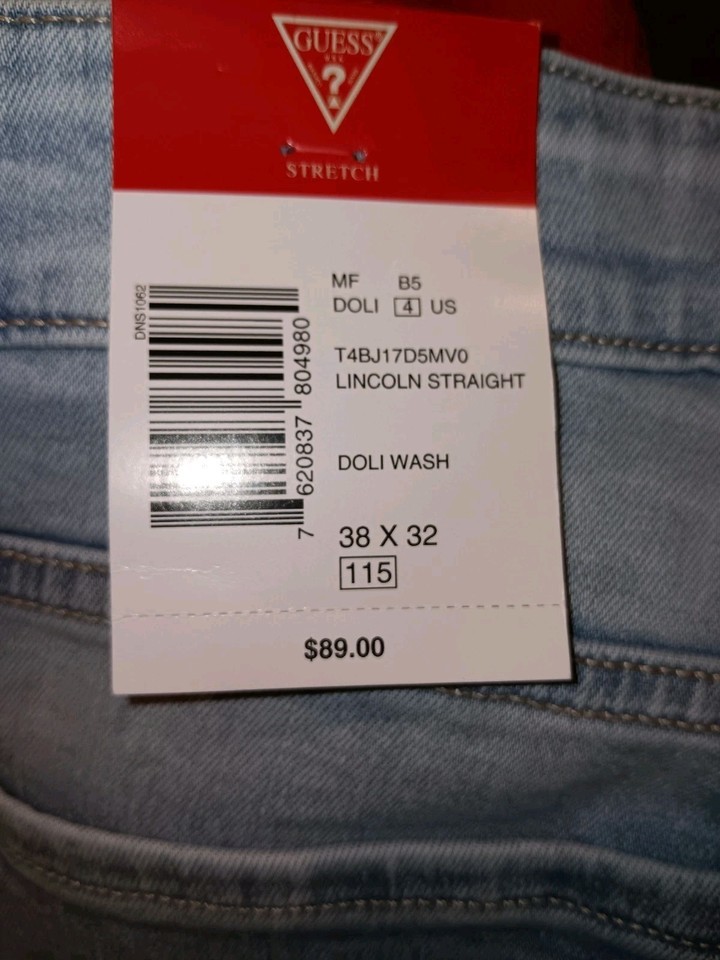 GUESS®
?
STRETCH
MF B5
DOLI 4 US
DNS1062
T4BJ17D5MV0
LINCOLN STRAIGHT
DOLI WASH
7 620837 804980
38 X 32
115
$89.00